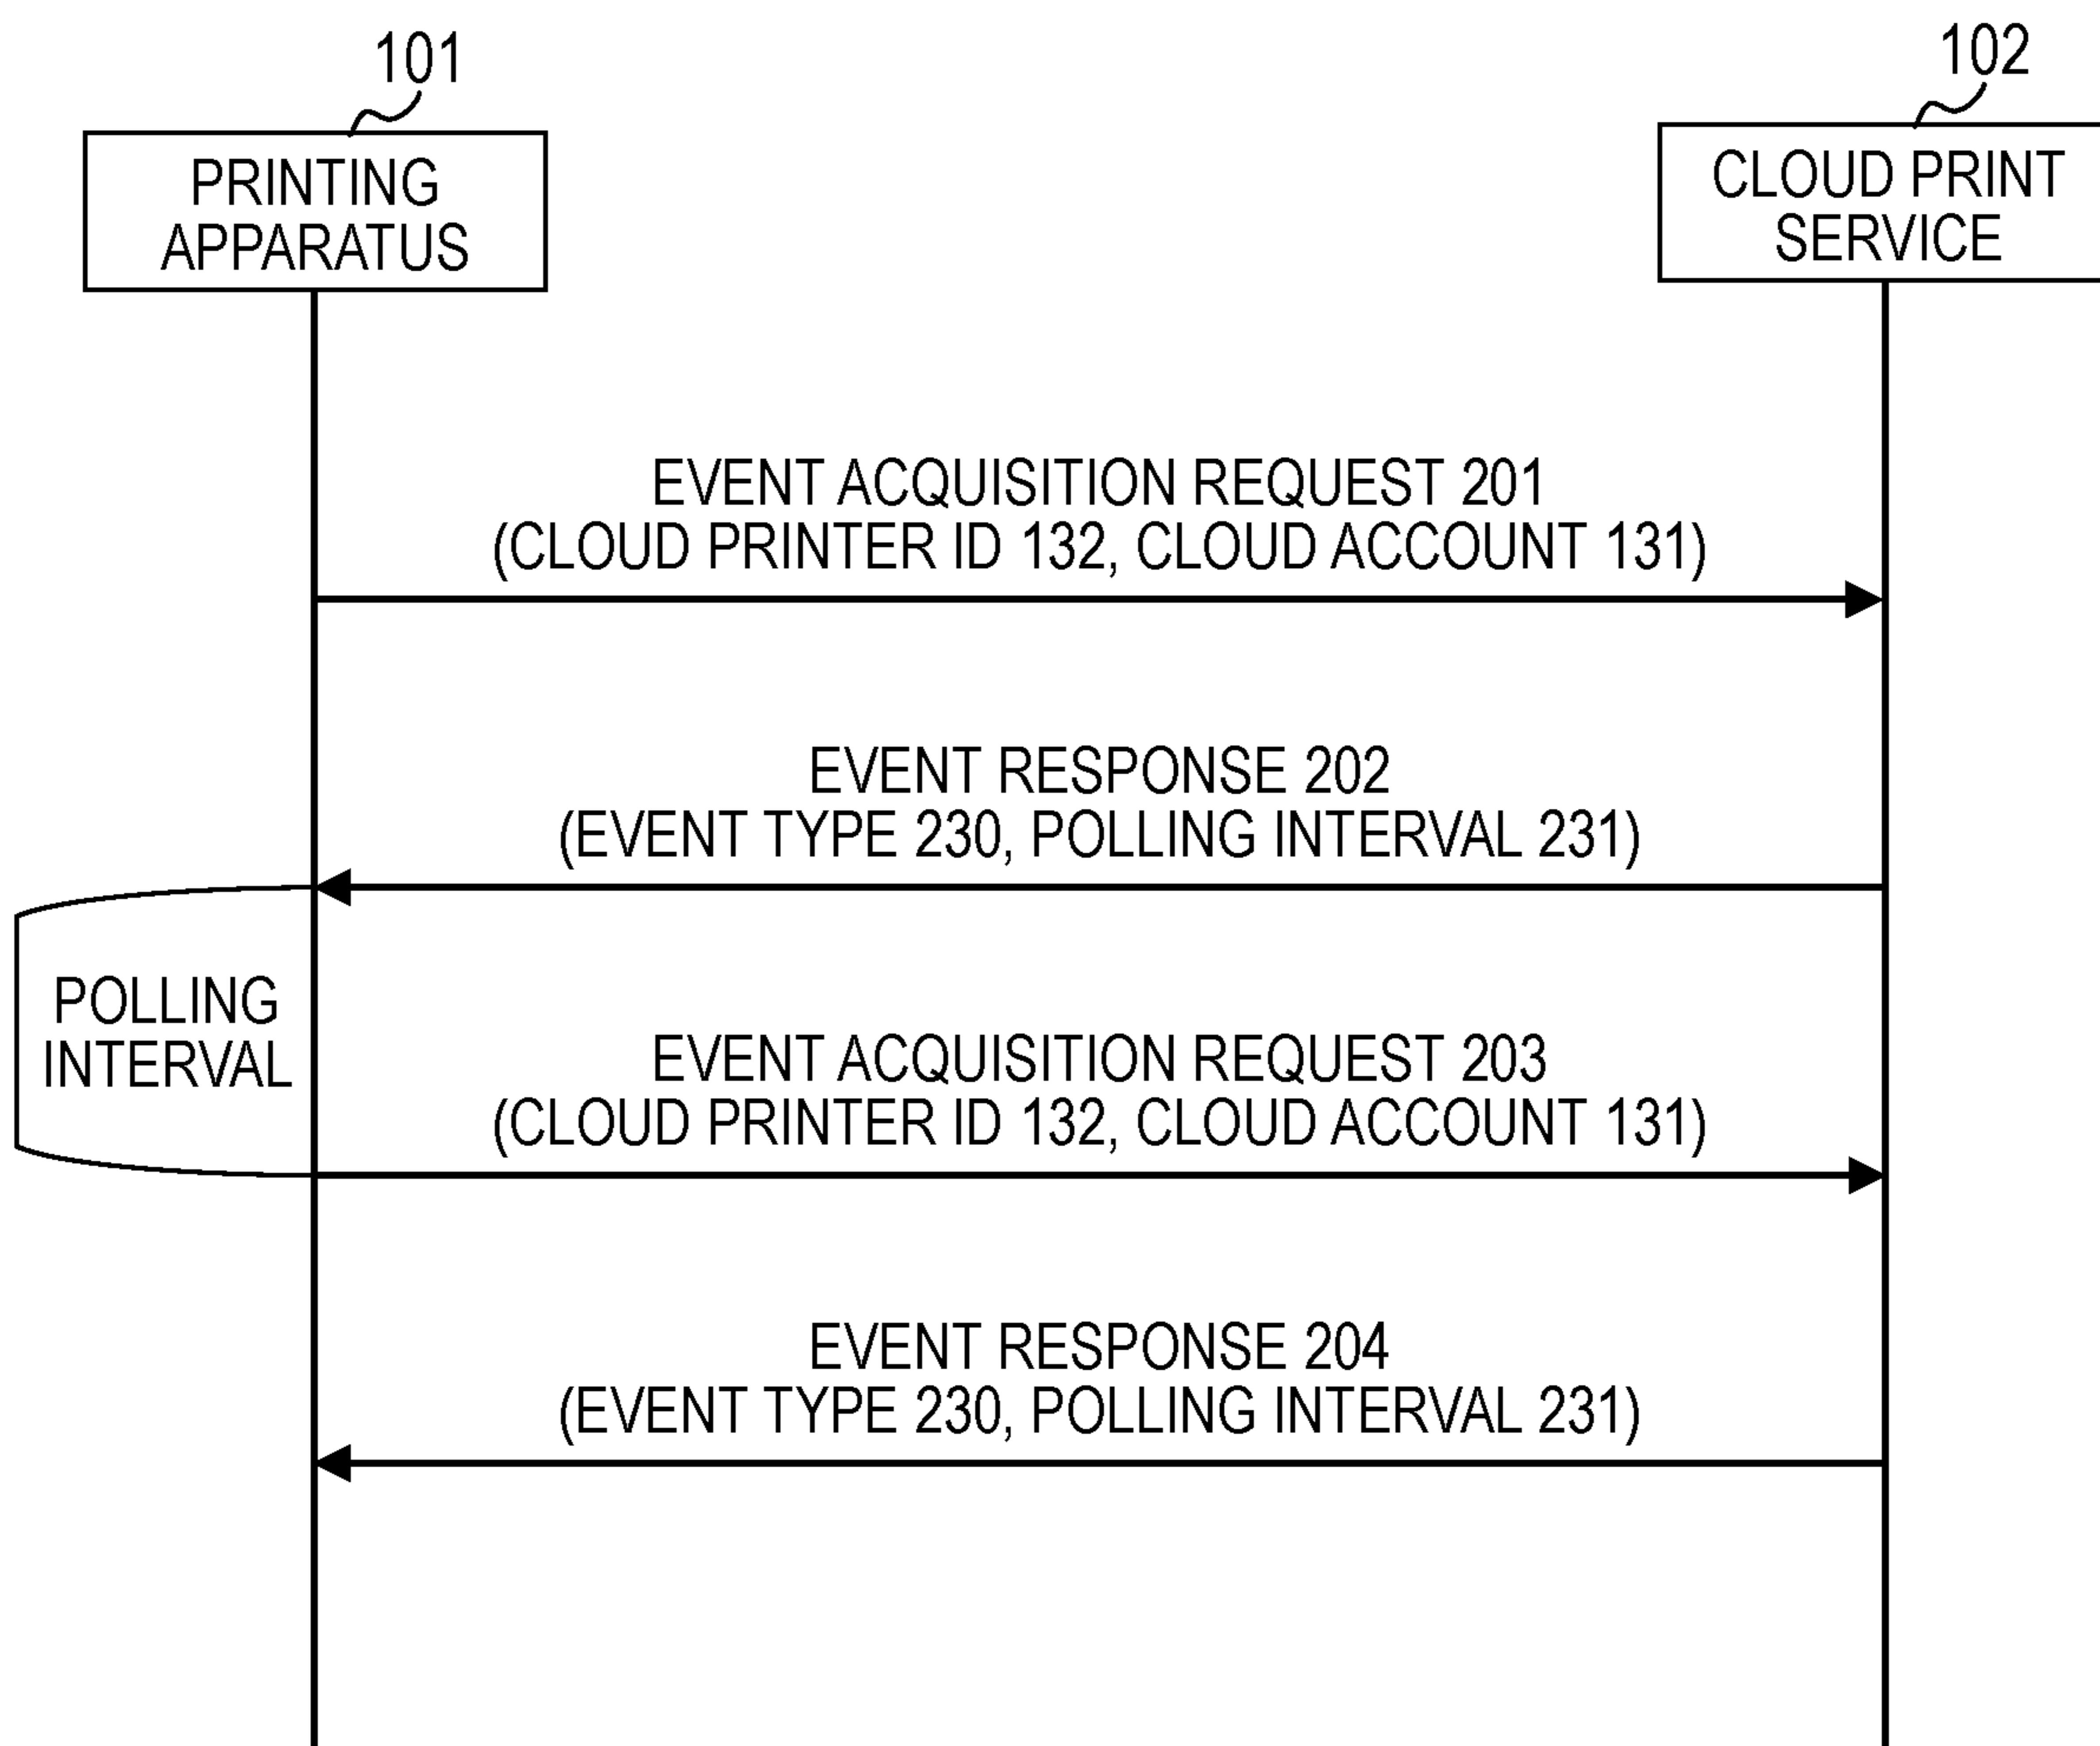 101
102
PRINTING
APPARATUS
CLOUD PRINT
SERVICE
EVENT ACQUISITION REQUEST 201
(CLOUD PRINTER ID 132, CLOUD ACCOUNT 131)
EVENT RESPONSE 202
(EVENT TYPE 230, POLLING INTERVAL 231)
POLLING
INTERVAL
EVENT ACQUISITION REQUEST 203
(CLOUD PRINTER ID 132, CLOUD ACCOUNT 131)
EVENT RESPONSE 204
(EVENT TYPE 230, POLLING INTERVAL 231)